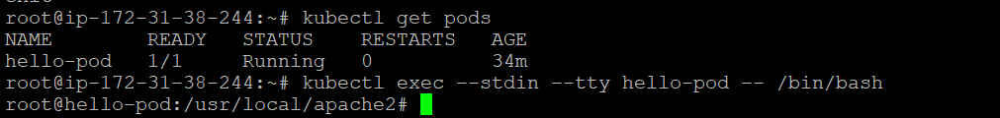 root@ip-172-31-38-244:~# kubectl get pods
NAME READY STATUS RESTARTS AGE
hello-pod 1/1 Running 0 34m
root@ip-172-31-38-244:~# kubectl exec --stdin --tty hello-pod -- /bin/bash
root@hello-pod:/usr/local/apache2#